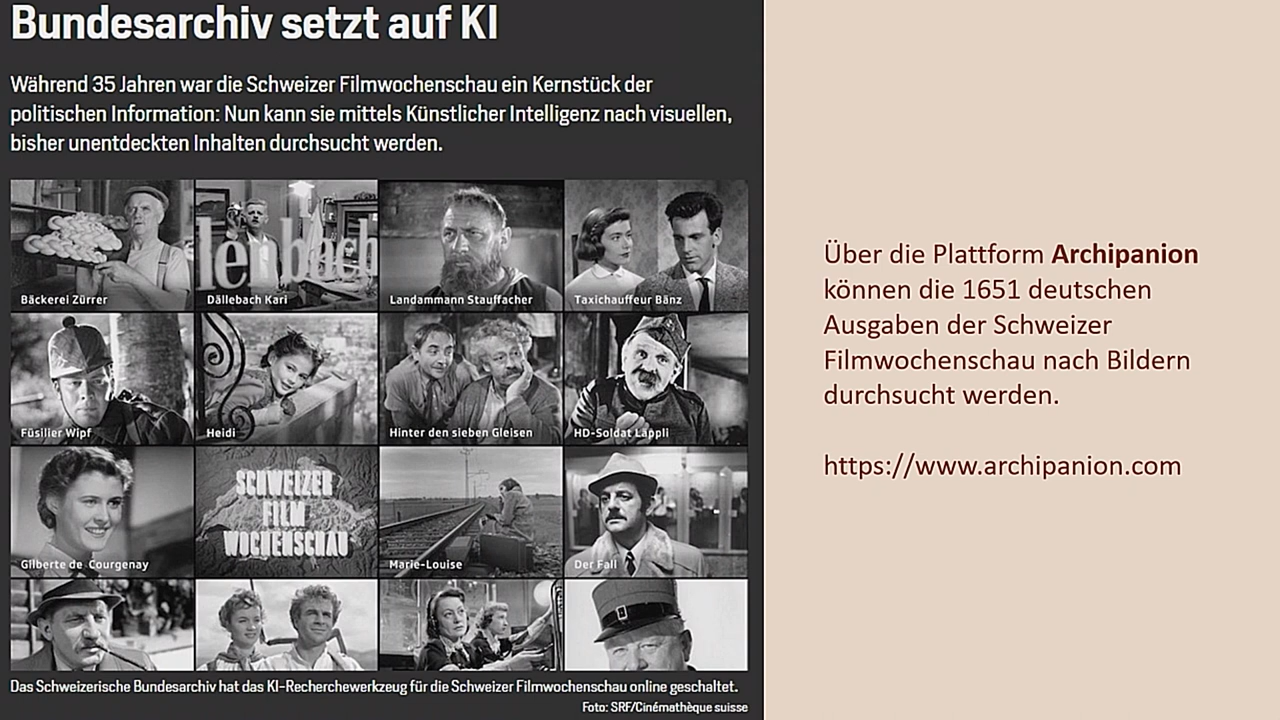 Bundesarchiv setzt auf KI
Während 35 Jahren war die Schweizer Filmwochenschau ein Kernstück der
politischen Information: Nun kann sie mittels Künstlicher Intelligenz nach visuellen,
bisher unentdeckten Inhalten durchsucht werden.
Bäckerei Zürrer
lenbach
Dällebach Kari
Landammann Stauffacher
Taxichauffeur Bänz
Füsilier Wipf
Heidi
Hinter den sieben Gleisen
HD-Soldat Läppli
Gilberte de Courgenay
SCHWEIZER
FILM
WOCHENSCHAU
Marie-Louise
Der Fall
Das Schweizerische Bundesarchiv hat das KI-Recherchewerkzeug für die Schweizer Filmwochenschau online geschaltet.
Foto: SRF/Cinémathèque suisse
Über die Plattform Archipanion
können die 1651 deutschen
Ausgaben der Schweizer
Filmwochenschau nach Bildern
durchsucht werden.
https://www.archipanion.com